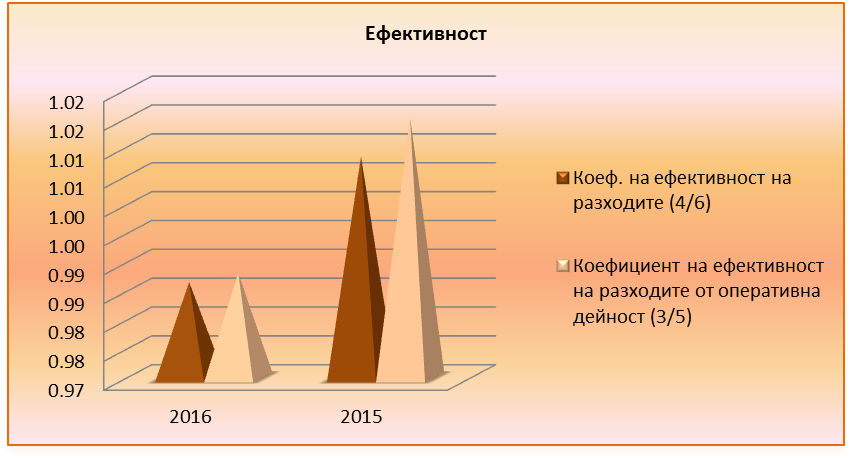 Ефективност
1.02
1.02
1.01
1.01
1.00
1.00
0.99
0.99
0.98
0.98
0.97
2016
2015
Коеф. на ефективност на
разходите (4/6)
Коефициент на ефективност
на разходите от оперативна
дейност (3/5)